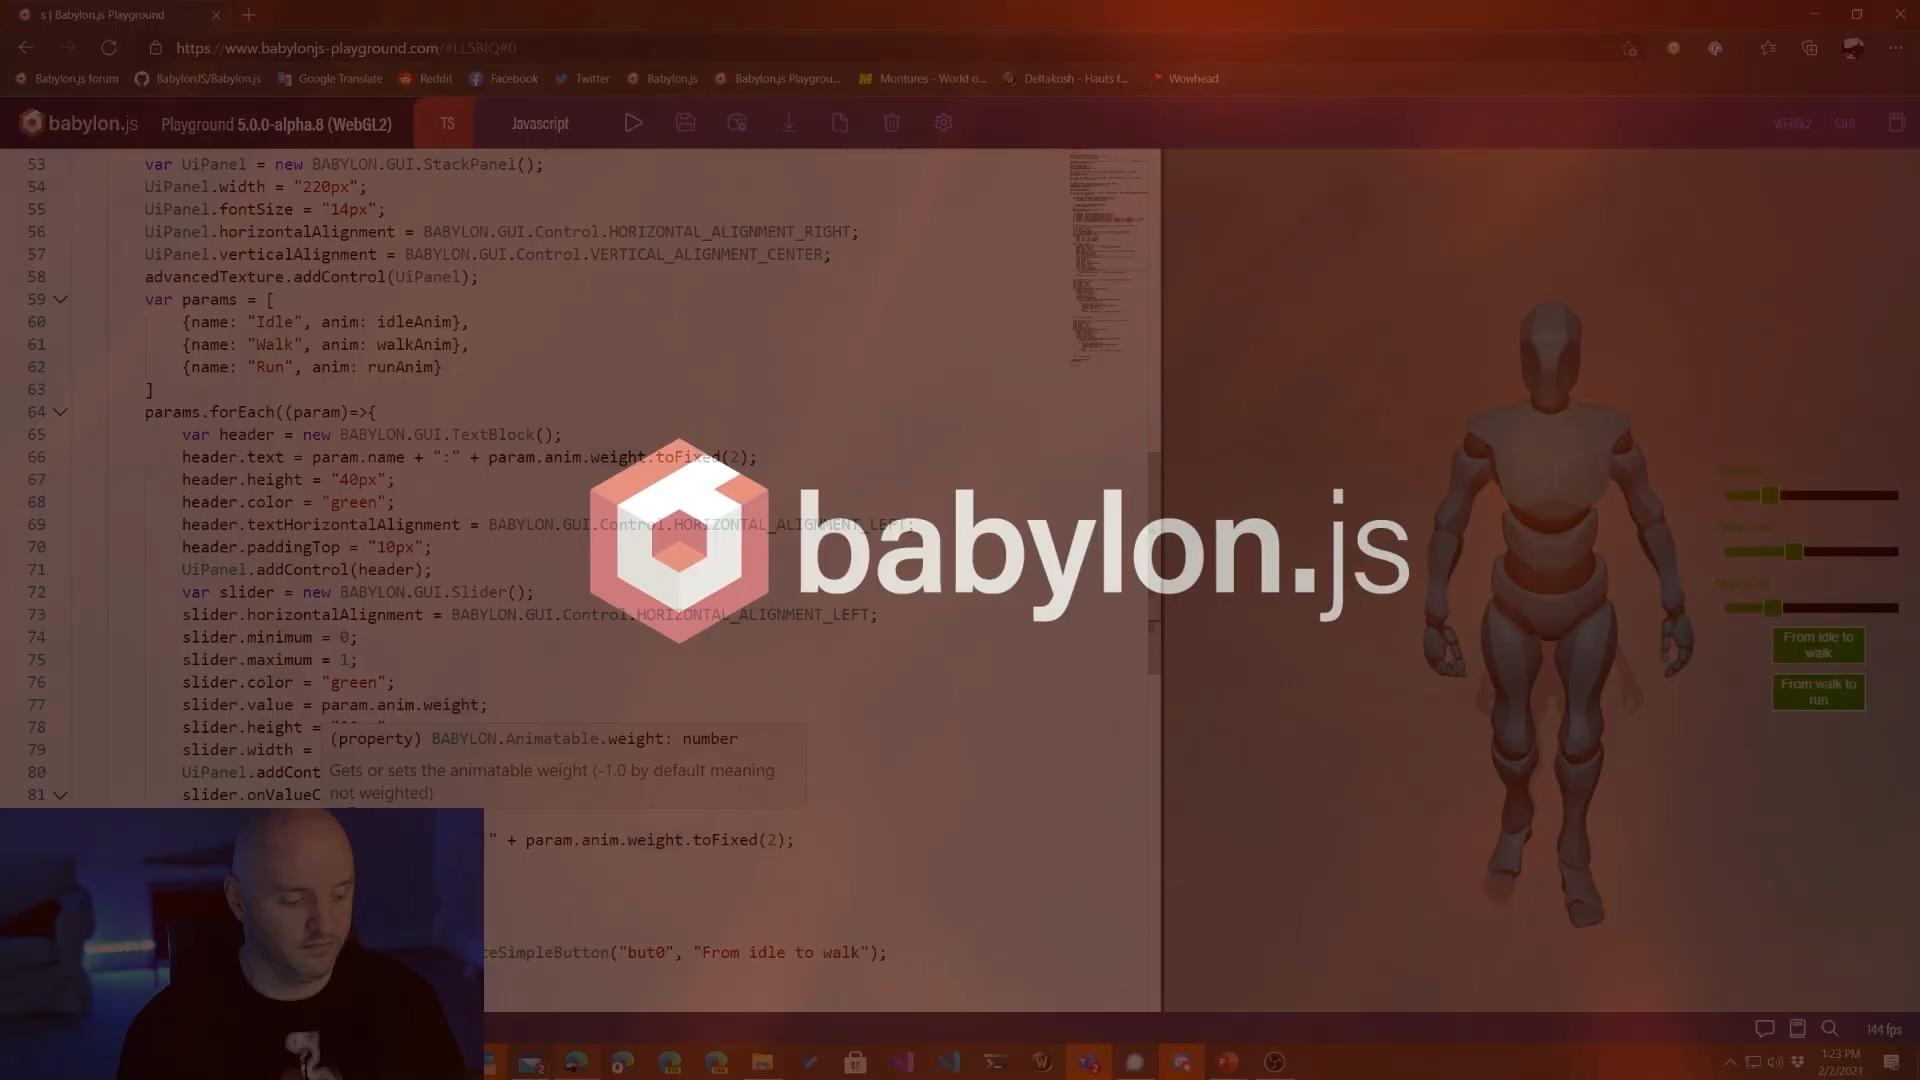 s | Babylon.js Playground
https://www.babylonjs-playground.com/#LL5BIQ#0
Babylon.js forum
BabylonJS/Babylon.js
Google Translate
Reddit
Facebook
Twitter
Babylon.js
Babylon.js Playgrou...
Montures - World o...
Deltakosh - Hauts f...
Wowhead
babylon.js
Playground 5.0.0-alpha.8 (WebGL2)
TS
Javascript
WEBGL2
5.0.0
53 var UiPanel = new BABYLON.GUI.StackPanel();
54 UiPanel.width = "220px";
55 UiPanel.fontSize = "14px";
56 UiPanel.horizontalAlignment = BABYLON.GUI.Control.HORIZONTAL_ALIGNMENT_RIGHT;
57 UiPanel.verticalAlignment = BABYLON.GUI.Control.VERTICAL_ALIGNMENT_CENTER;
58 advancedTexture.addControl(UiPanel);
59 var params = [
60 {name: "Idle", anim: idleAnim},
61 {name: "Walk", anim: walkAnim},
62 {name: "Run", anim: runAnim}
63 ]
64 params.forEach((param)=>{
65 var header = new BABYLON.GUI.TextBlock();
66 header.text = param.name + ":" + param.anim.weight.toFixed(2);
67 header.height = "40px";
68 header.color = "green";
69 header.textHorizontalAlignment = BABYLON.GUI.Control.HORIZONTAL_ALIGNMENT_LEFT;
70 header.paddingTop = "10px";
71 UiPanel.addControl(header);
72 var slider = new BABYLON.GUI.Slider();
73 slider.horizontalAlignment = BABYLON.GUI.Control.HORIZONTAL_ALIGNMENT_LEFT;
74 slider.minimum = 0;
75 slider.maximum = 1;
76 slider.color = "green";
77 slider.value = param.anim.weight;
78 slider.height =
79 slider.width =
80 UiPanel.addCont
81 slider.onValueC
(property) BABYLON.Animatable.weight: number
Gets or sets the animatable weight (-1.0 by default meaning
not weighted)
" + param.anim.weight.toFixed(2);
teSimpleButton("but0", "From idle to walk");
babylon.js
From idle to
walk
From walk to
run
144 fps
1:23 PM
2/2/2021